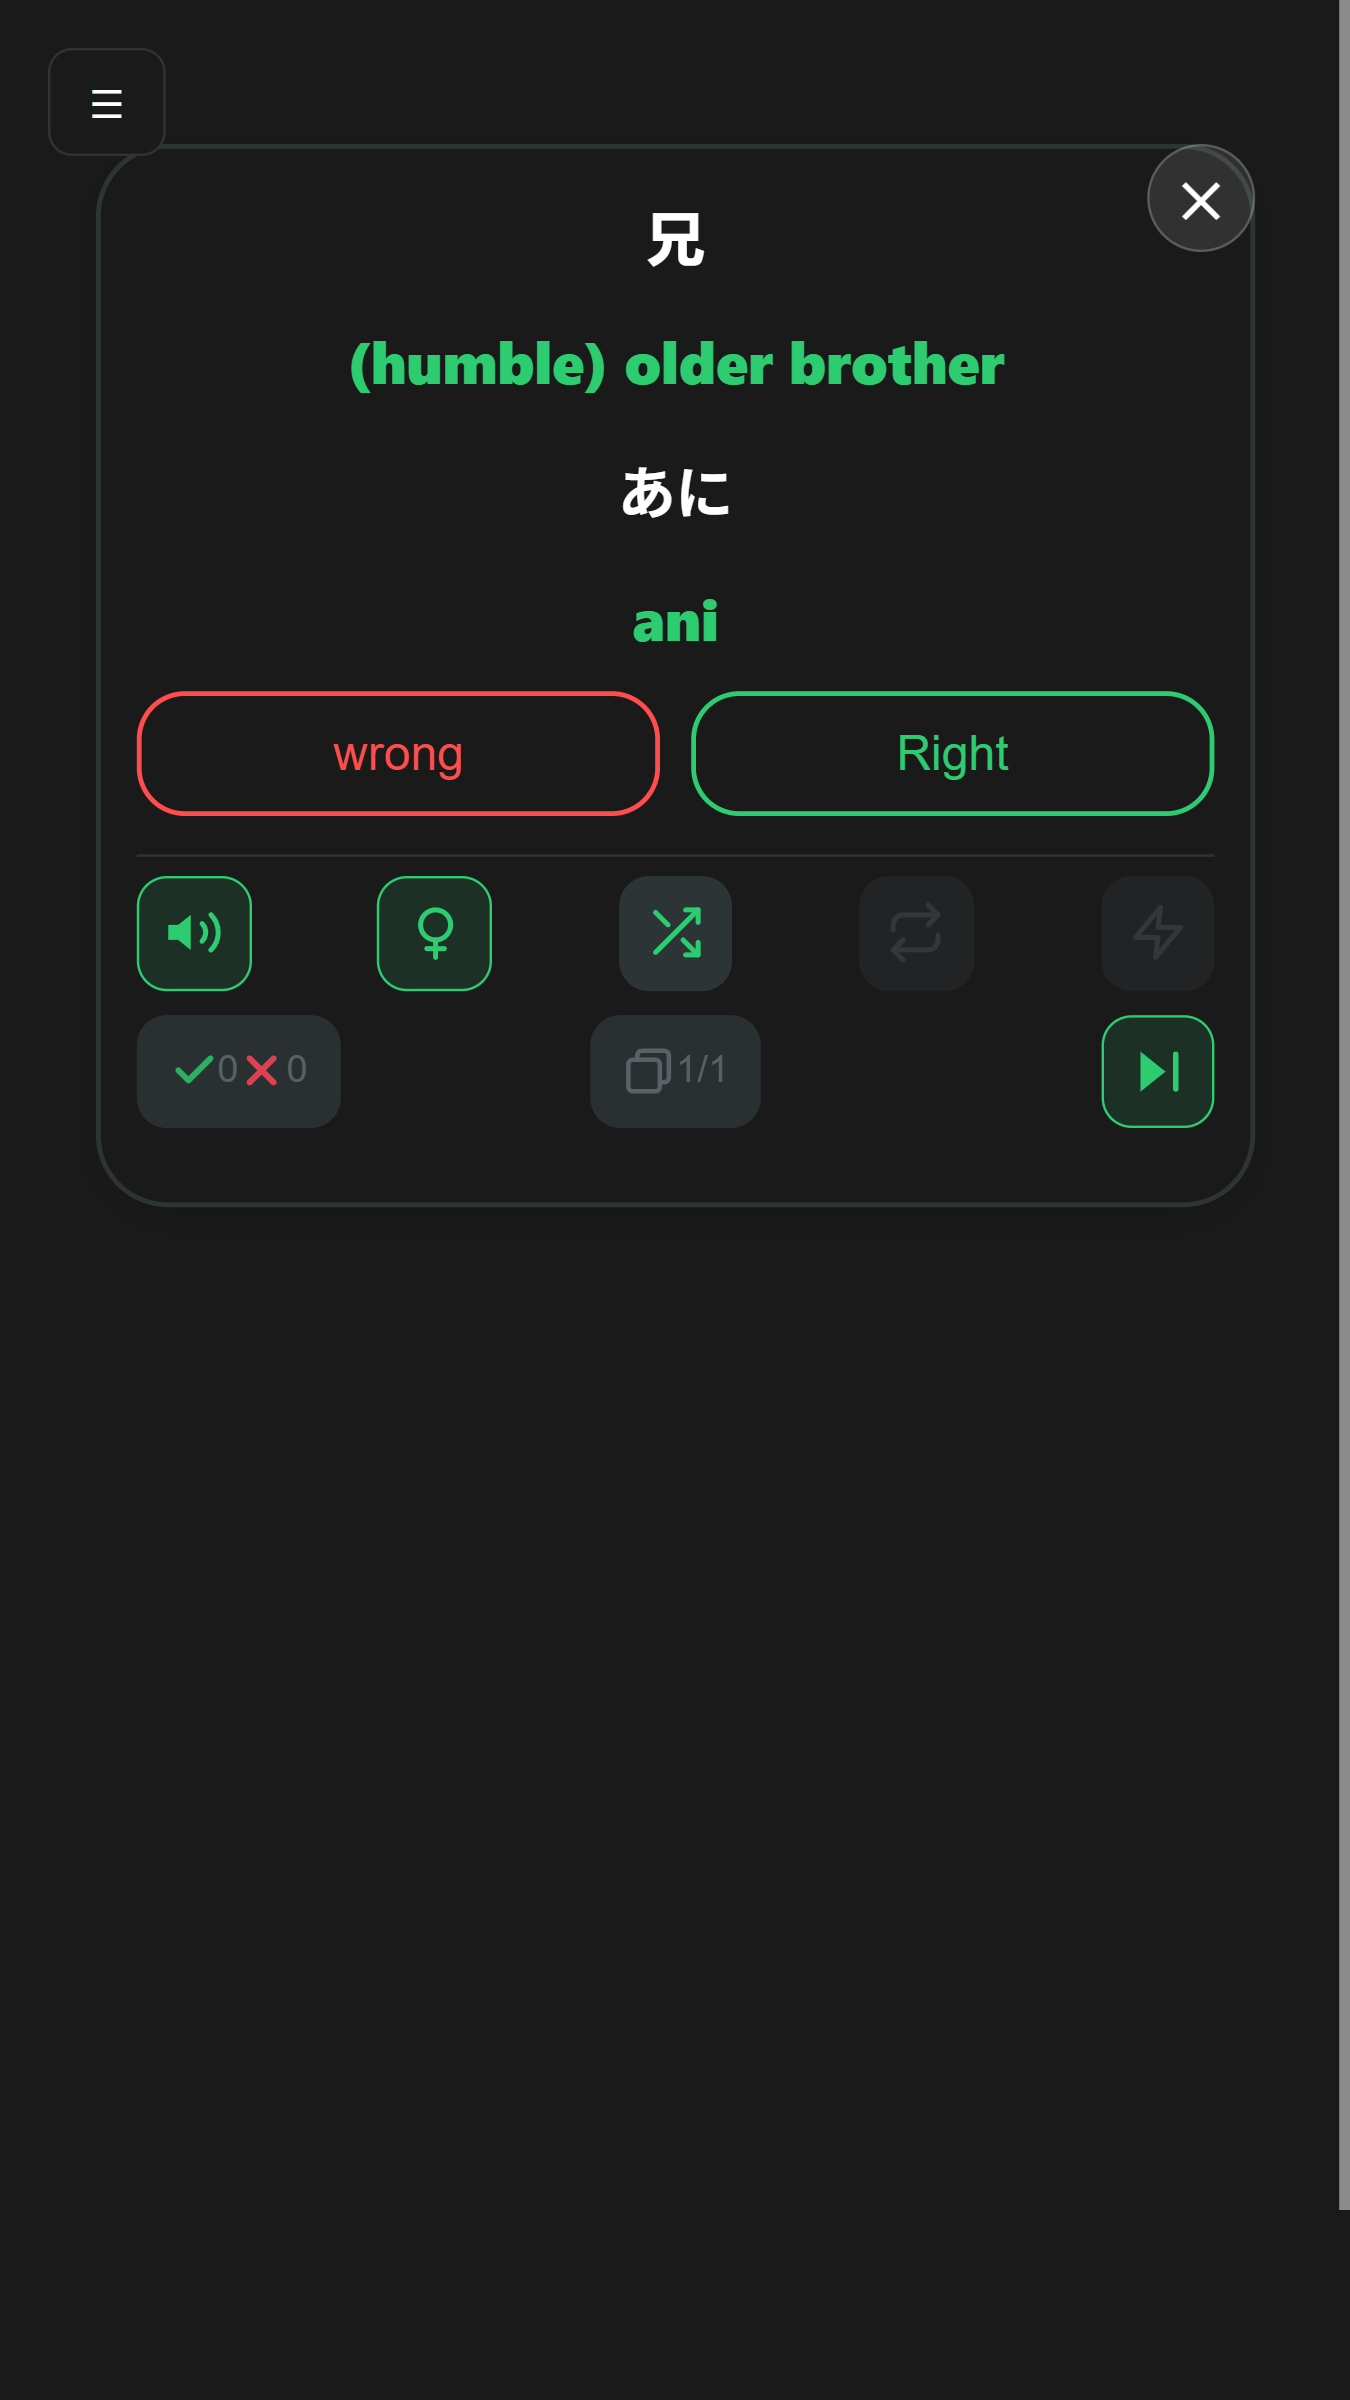 兄
(humble) older brother
あに
ani
wrong
Right
0 0
1/1